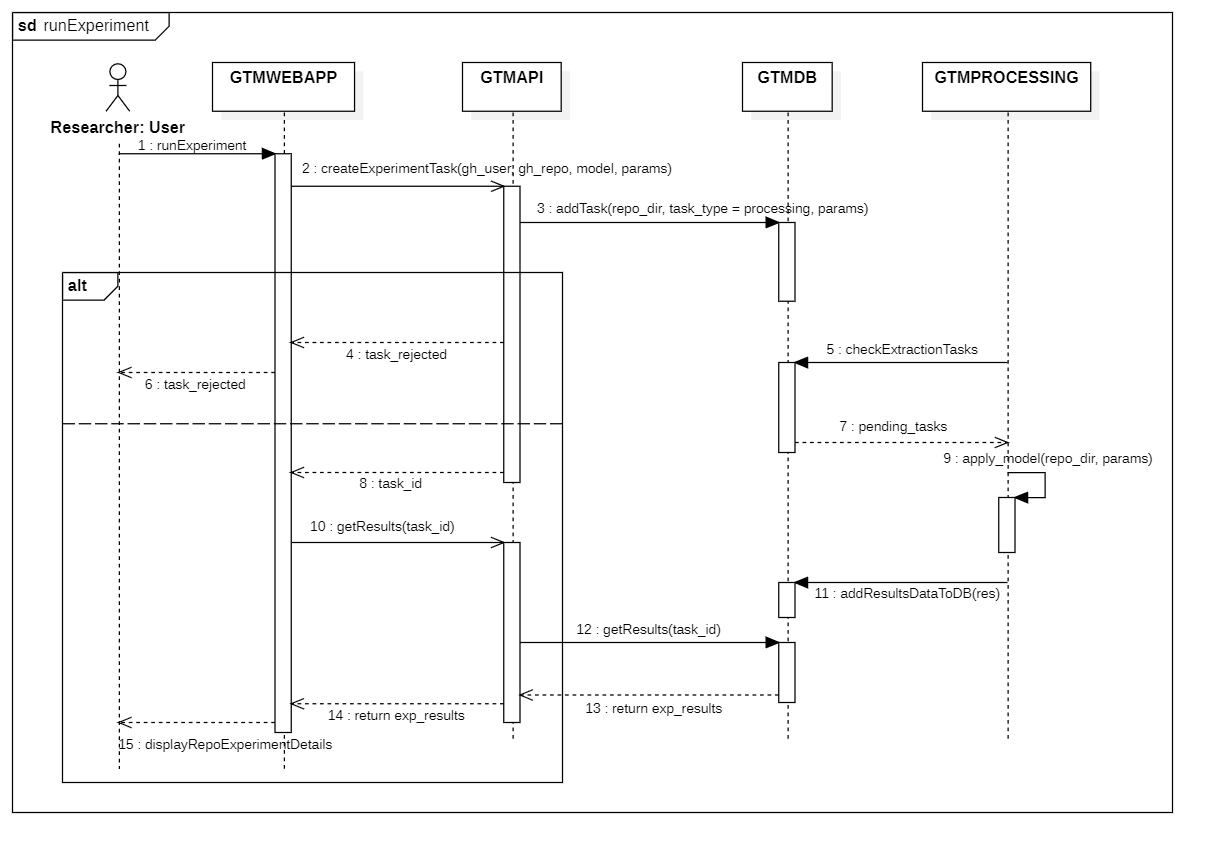 sd runExperiment
GTMWEBAPP
GTMAPI
GTMDB
GTMPROCESSING
Researcher: User
1 : runExperiment
2 : createExperimentTask(gh_user, gh_repo, model, params)
3 : addTask(repo_dir, task_type = processing, params)
alt
4 : task_rejected
5 : checkExtractionTasks
6 : task_rejected
7 : pending_tasks
9 : apply_model(repo_dir, params)
8 : task_id
10 : getResults(task_id)
11 : addResultsDataToDB(res)
12 : getResults(task_id)
13 : return exp_results
14 : return exp_results
15 : displayRepoExperimentDetails